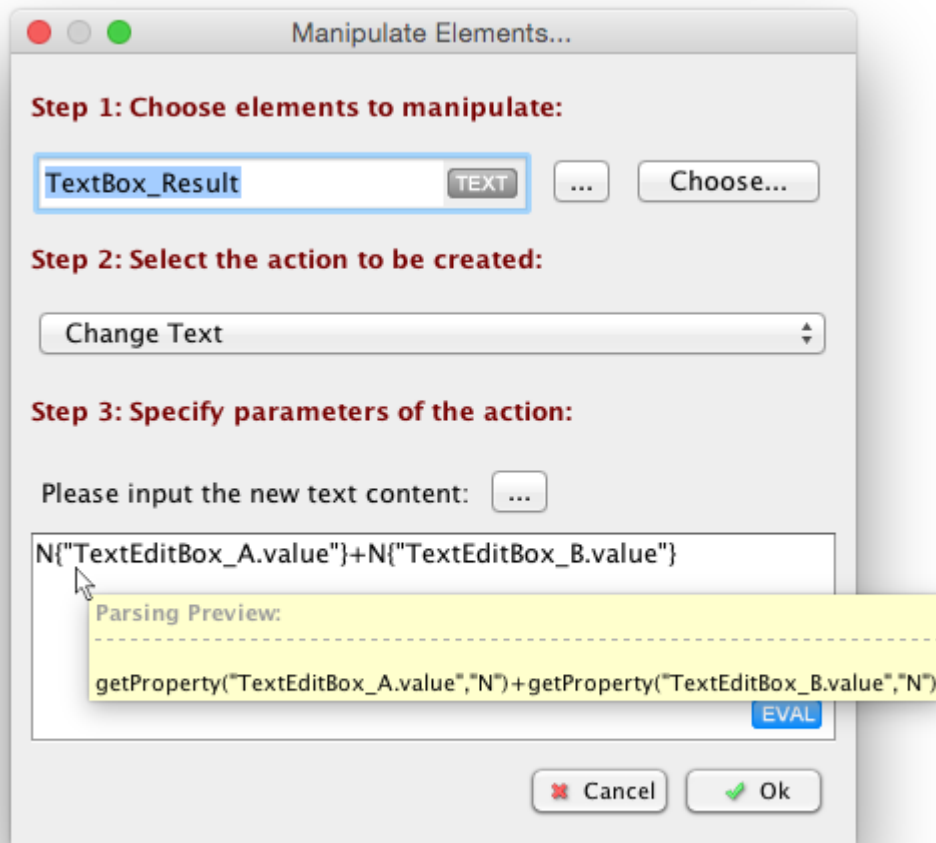 Manipulate Elements...
Step 1: Choose elements to manipulate:
TextBox_Result TEXT ... Choose...
Step 2: Select the action to be created:
Change Text
Step 3: Specify parameters of the action:
Please input the new text content: ...
N{"TextEditBox_A.value"}+N{"TextEditBox_B.value"}
Parsing Preview:
getProperty("TextEditBox_A.value","N")+getProperty("TextEditBox_B.value","N")
EVAL
Cancel Ok